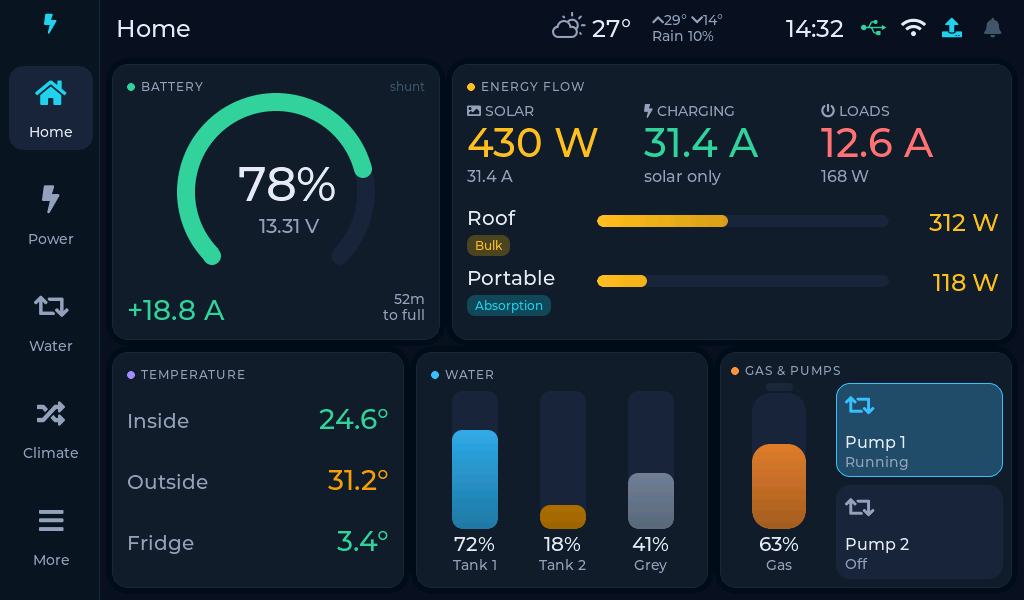 Home
27°
29° 14°
Rain 10%
14:32
Home
Power
Water
Climate
More
BATTERY
shunt
78%
13.31 V
+18.8 A
52m
to full
ENERGY FLOW
SOLAR
430 W
31.4 A
CHARGING
31.4 A
solar only
LOADS
12.6 A
168 W
Roof
Bulk
312 W
Portable
Absorption
118 W
TEMPERATURE
Inside 24.6°
Outside 31.2°
Fridge 3.4°
WATER
72% 18% 41%
Tank 1 Tank 2 Grey
GAS & PUMPS
63%
Gas
Pump 1
Running
Pump 2
Off